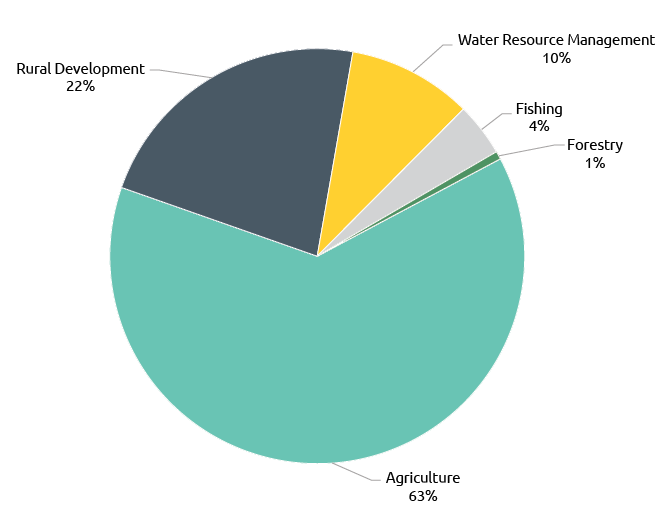 Water Resource Management
10%
Rural Development
22%
Fishing
4%
Forestry
1%
Agriculture
63%